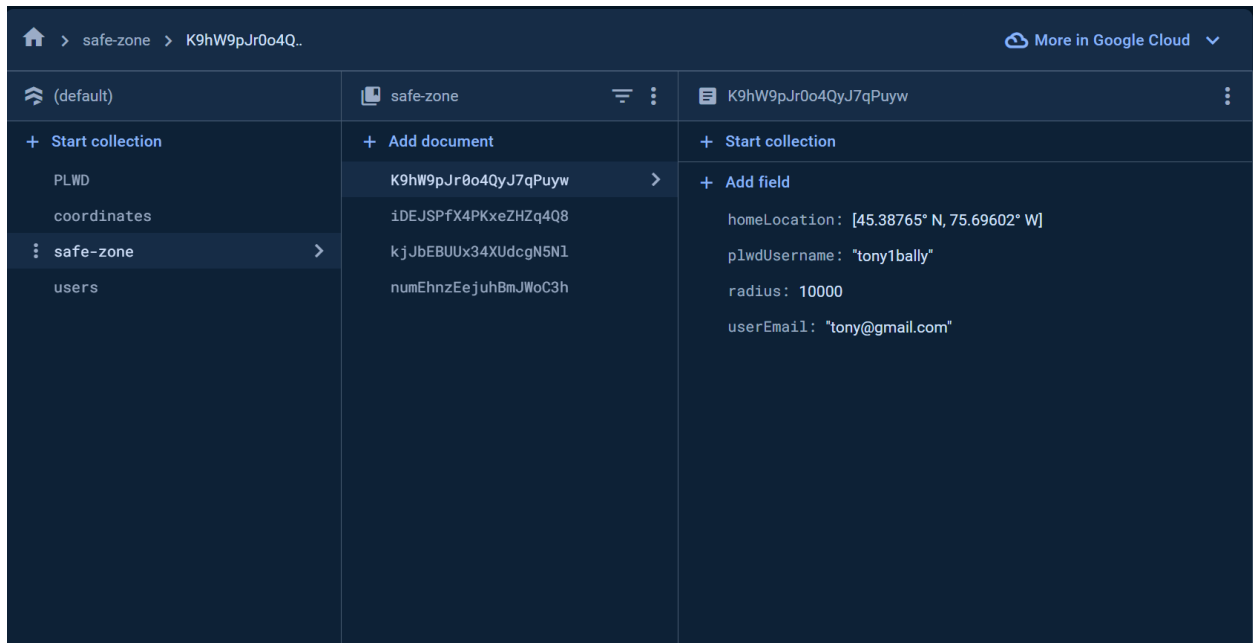 safe-zone > K9hW9pJr0o4Q..
More in Google Cloud
(default)
safe-zone
K9hW9pJr0o4QyJ7qPuyw
+ Start collection
+ Add document
+ Start collection
PLWD
coordinates
safe-zone
users
K9hW9pJr0o4QyJ7qPuyw
iDEJSPfX4PKxeZHZq4Q8
kjJbEBUUx34XUdcgN5Nl
numEhnzEejuhBmJWoC3h
+ Add field
homeLocation: [45.38765° N, 75.69602° W]
plwdUsername: "tony1bally"
radius: 10000
userEmail: "tony@gmail.com"